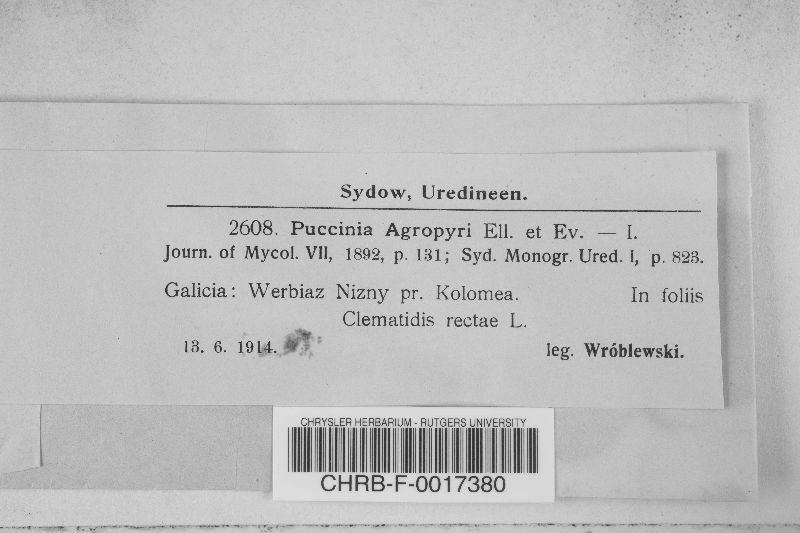 Sydow, Uredineen.
2608. Puccinia Agropyri Ell. et Ev. — I.
Journ. of Mycol. VII, 1892, p. 131; Syd. Monogr. Ured. I, p. 823.
Galicia: Werbiaz Nizny pr. Kolomea. In foliis
Clematidis rectae L.
13. 6. 1914. leg. Wróblewski.
CHRYSLER HERBARIUM - RUTGERS UNIVERSITY
CHRB-F-0017380